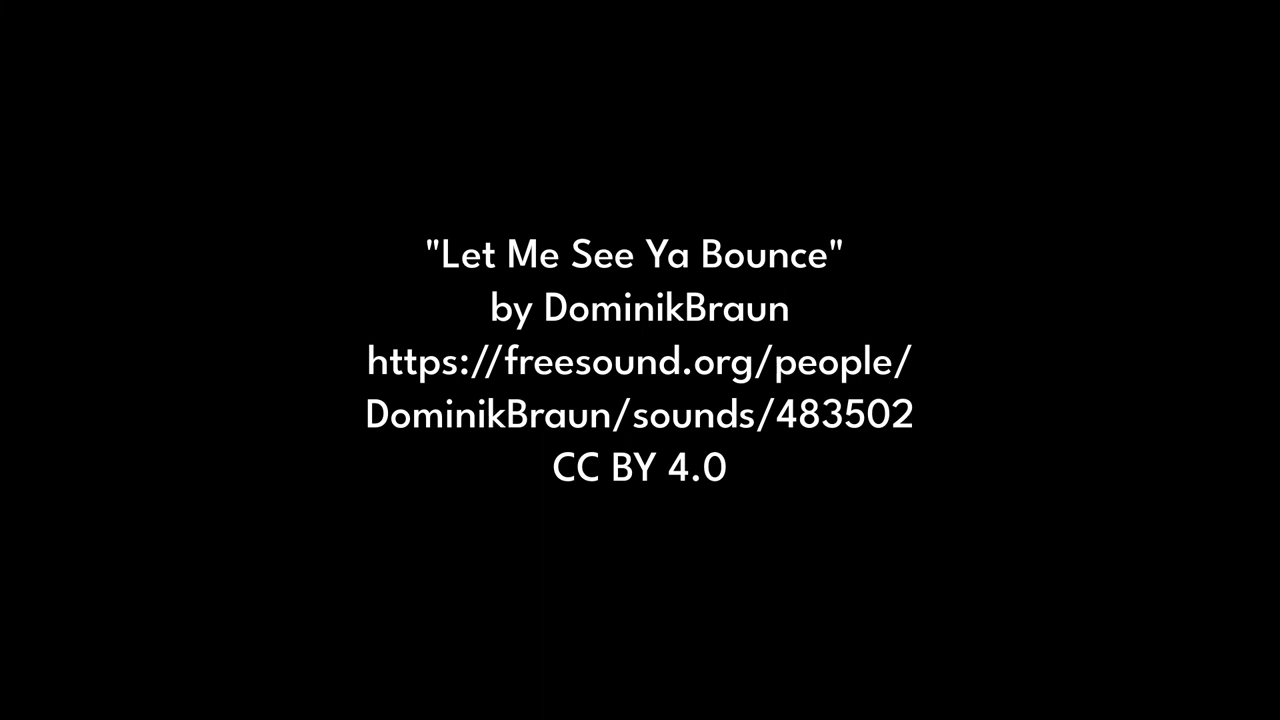 "Let Me See Ya Bounce"
by DominikBraun
https://freesound.org/people/
DominikBraun/sounds/483502
CC BY 4.0